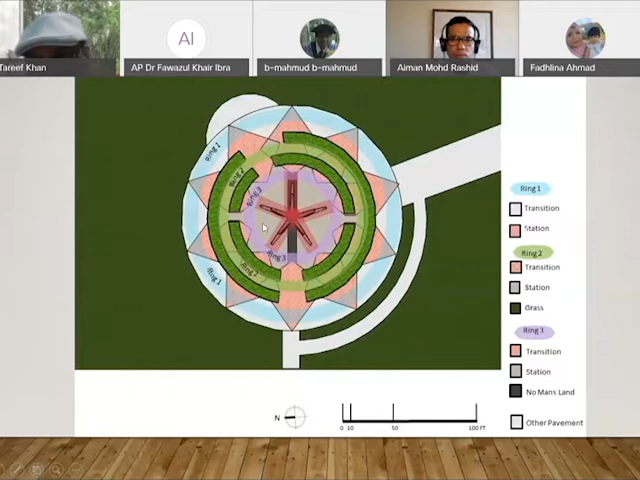 Tareef Khan
AI
AP Dr Fawazul Khair Ibra
b-mahmud b-mahmud
Aiman Mohd Rashid
Fadhlina Ahmad
Ring 1
Ring 2
Ring 3
Ring 3
Ring 2
Ring 1
Ring 1
Transition
Station
Ring 2
Transition
Station
Grass
Ring 3
Transition
Station
No Mans Land
Other Pavement
N
0 10 50 100 FT